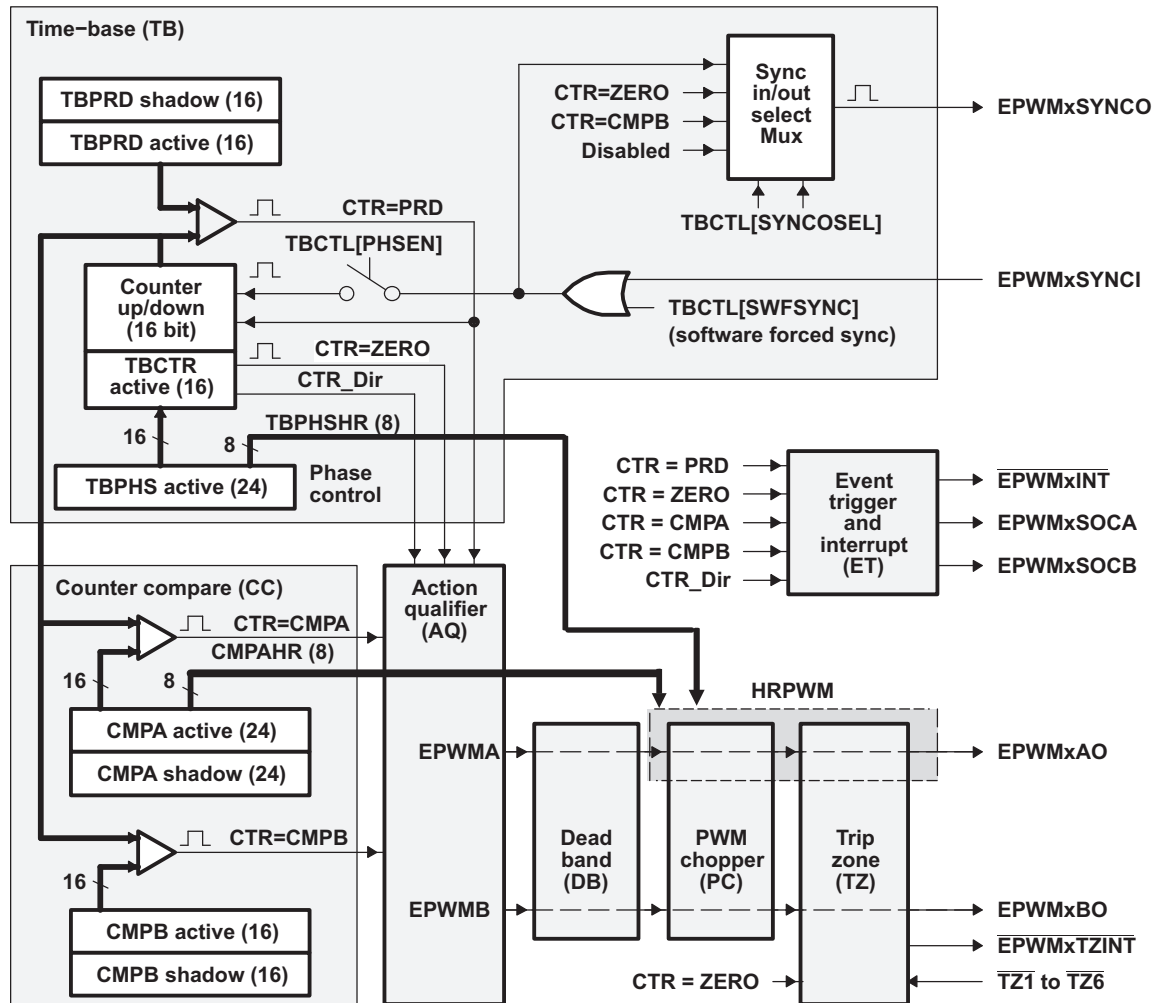 Time−base (TB)
TBPRD shadow (16)
TBPRD active (16)
CTR=PRD
TBCTL[PHSEN]
Counter
up/down
(16 bit)
TBCTR
active (16)
CTR=ZERO
CTR_Dir
16
8
TBPHSHR (8)
TBPHS active (24)
Phase
control
CTR=ZERO
CTR=CMPB
Disabled
Sync
in/out
select
Mux
TBCTL[SYNCOSEL]
EPWMxSYNCO
EPWMxSYNCI
TBCTL[SWFSYNC]
(software forced sync)
CTR = PRD
CTR = ZERO
CTR = CMPA
CTR = CMPB
CTR_Dir
Event
trigger
and
interrupt
(ET)
EPWMxINT
EPWMxSOCA
EPWMxSOCB
Counter compare (CC)
CTR=CMPA
CMPAHR (8)
16
8
CMPA active (24)
CMPA shadow (24)
CTR=CMPB
16
CMPB active (16)
CMPB shadow (16)
Action
qualifier
(AQ)
EPWMA
EPWMB
HRPWM
Dead
band
(DB)
PWM
chopper
(PC)
Trip
zone
(TZ)
CTR = ZERO
EPWMxAO
EPWMxBO
EPWMxTZINT
TZ1 to TZ6